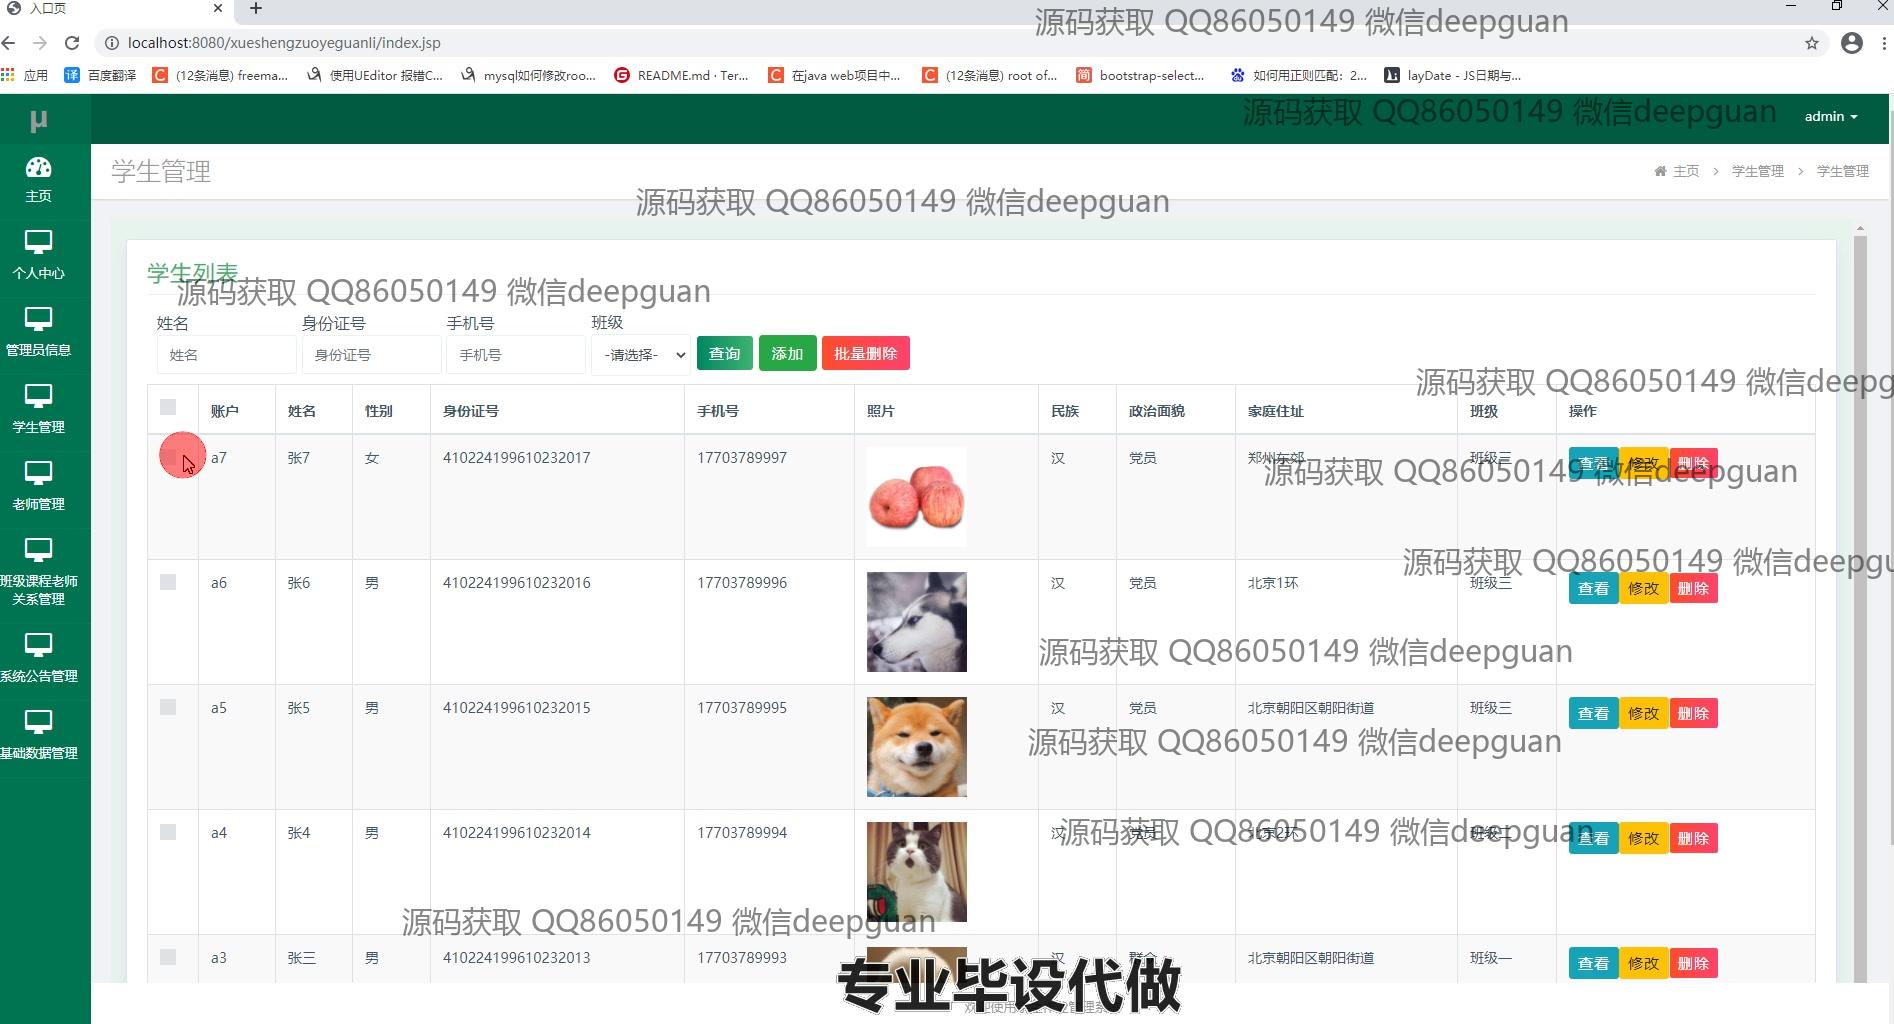 入口页
源码获取 QQ86050149 微信deepguan
localhost:8080/xueshengzuoyeguanli/index.jsp
应用 百度翻译 (12条消息) freema... 使用UEditor 报错C... mysql如何修改roo... README.md · Ter... 在java web项目中... (12条消息) root of... bootstrap-select... 如何用正则匹配：2... layDate - JS日期与...
源码获取 QQ86050149 微信deepguan
admin
μ
主页
个人中心
管理员信息
学生管理
老师管理
班级课程老师
关系管理
系统公告管理
基础数据管理
学生管理
主页 > 学生管理 > 学生管理
源码获取 QQ86050149 微信deepguan
学生列表
源码获取 QQ86050149 微信deepguan
姓名 身份证号 手机号 班级
姓名 身份证号 手机号 -请选择- 查询 添加 批量删除
源码获取 QQ86050149 微信deepg
账户 姓名 性别 身份证号 手机号 照片 民族 政治面貌 家庭住址 班级 操作
a7 张7 女 410224199610232017 17703789997 汉 党员 郑州东郊 班级三 查看 修改 删除
源码获取 QQ86050149 微信deepguan
源码获取 QQ86050149 微信deepgu
a6 张6 男 410224199610232016 17703789996 汉 党员 北京1环 班级三 查看 修改 删除
源码获取 QQ86050149 微信deepguan
a5 张5 男 410224199610232015 17703789995 汉 党员 北京朝阳区朝阳街道 班级三 查看 修改 删除
源码获取 QQ86050149 微信deepguan
a4 张4 男 410224199610232014 17703789994 汉 党员 北京2环 查看 修改 删除
源码获取 QQ86050149 微信deepguan
源码获取 QQ86050149 微信deepguan
a3 张三 男 410224199610232013 17703789993 汉 群众 北京朝阳区朝阳街道 班级一 查看 修改 删除
专业毕设代做